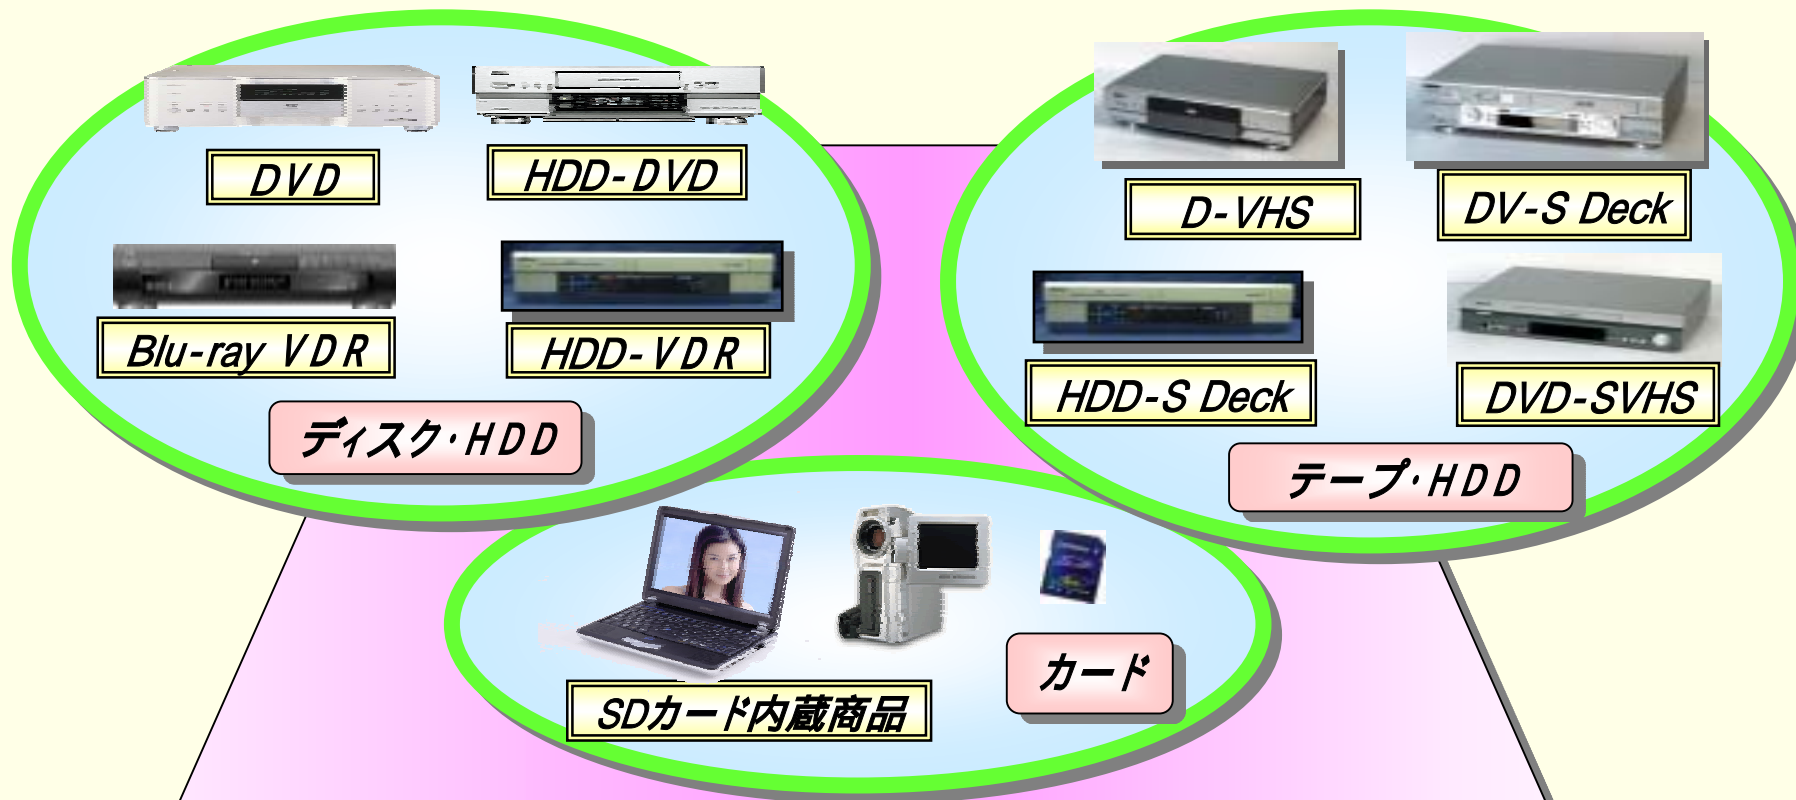 DVD
HDD-DVD
Blu-ray VDR
HDD-VDR
ディスク・HDD
D-VHS
DV-S Deck
HDD-S Deck
DVD-SVHS
テープ・HDD
SDカード内蔵商品
カード